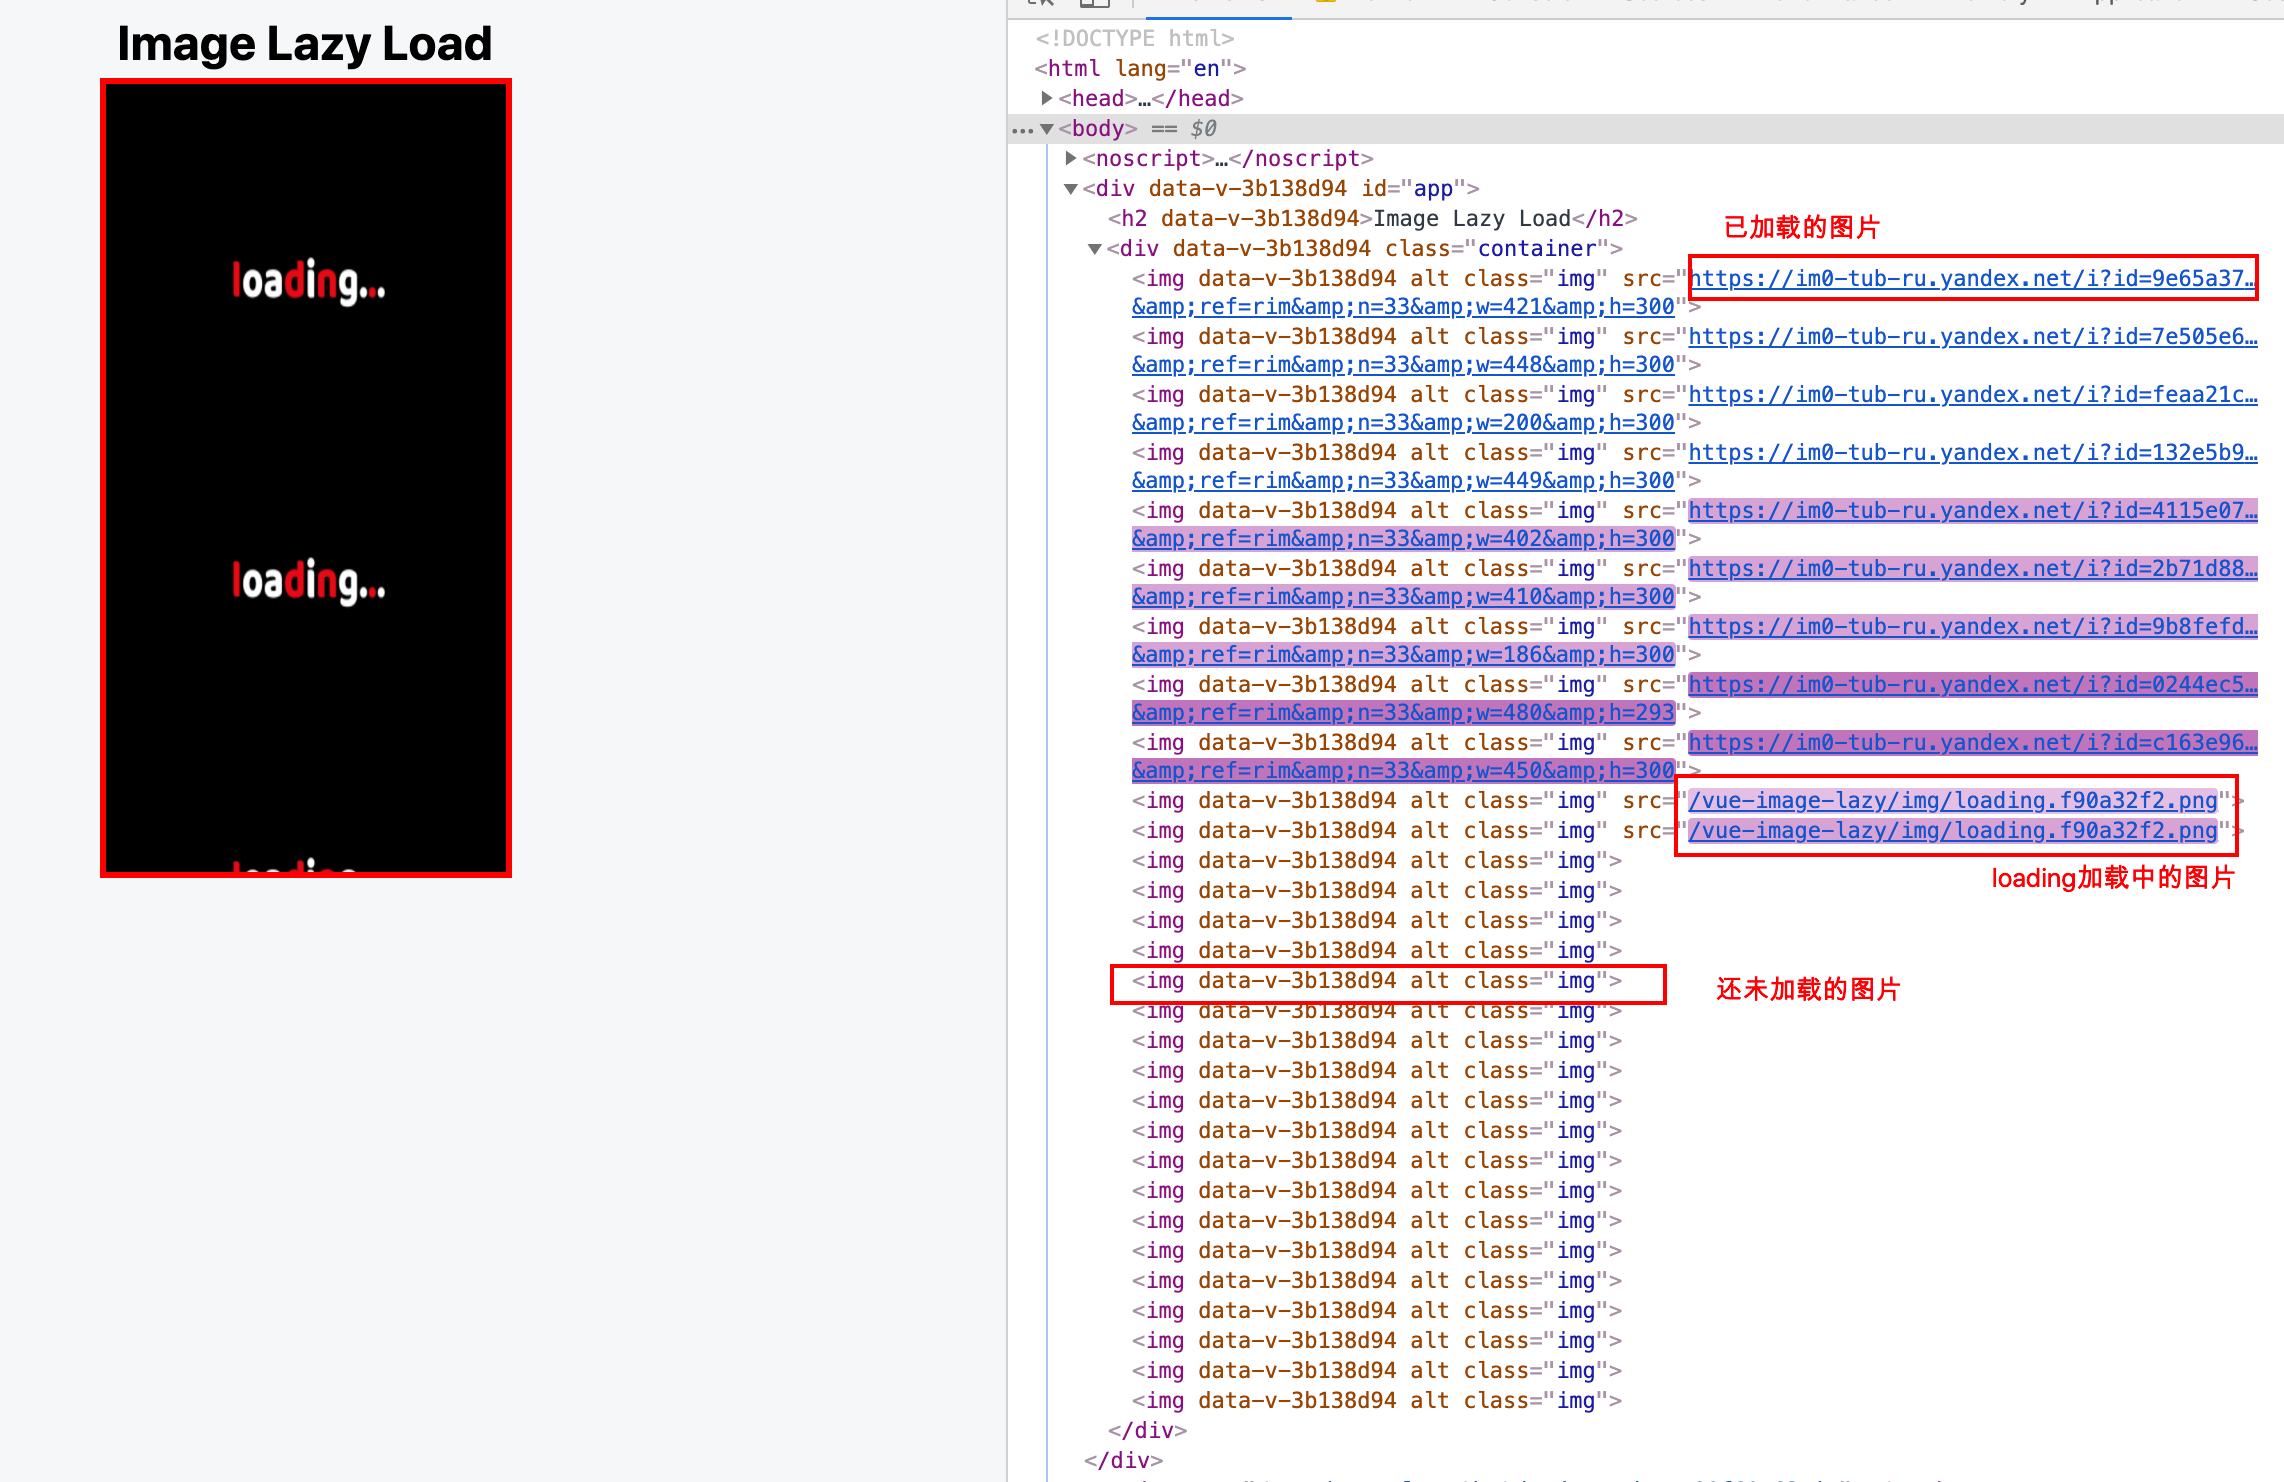 Image Lazy Load
loading...
loading...
<!DOCTYPE html>
<html lang="en">
<head>…</head>
… <body> == $0
<noscript>…</noscript>
<div data-v-3b138d94 id="app">
<h2 data-v-3b138d94>Image Lazy Load</h2>
已加载的图片
<div data-v-3b138d94 class="container">
<img data-v-3b138d94 alt class="img" src="https://im0-tub-ru.yandex.net/i?id=9e65a37…
&amp;ref=rim&amp;n=33&amp;w=421&amp;h=300">
<img data-v-3b138d94 alt class="img" src="https://im0-tub-ru.yandex.net/i?id=7e505e6…
&amp;ref=rim&amp;n=33&amp;w=448&amp;h=300">
<img data-v-3b138d94 alt class="img" src="https://im0-tub-ru.yandex.net/i?id=feaa21c…
&amp;ref=rim&amp;n=33&amp;w=200&amp;h=300">
<img data-v-3b138d94 alt class="img" src="https://im0-tub-ru.yandex.net/i?id=132e5b9…
&amp;ref=rim&amp;n=33&amp;w=449&amp;h=300">
<img data-v-3b138d94 alt class="img" src="https://im0-tub-ru.yandex.net/i?id=4115e07…
&amp;ref=rim&amp;n=33&amp;w=402&amp;h=300">
<img data-v-3b138d94 alt class="img" src="https://im0-tub-ru.yandex.net/i?id=2b71d88…
&amp;ref=rim&amp;n=33&amp;w=410&amp;h=300">
<img data-v-3b138d94 alt class="img" src="https://im0-tub-ru.yandex.net/i?id=9b8fefd…
&amp;ref=rim&amp;n=33&amp;w=186&amp;h=300">
<img data-v-3b138d94 alt class="img" src="https://im0-tub-ru.yandex.net/i?id=0244ec5…
&amp;ref=rim&amp;n=33&amp;w=480&amp;h=293">
<img data-v-3b138d94 alt class="img" src="https://im0-tub-ru.yandex.net/i?id=c163e96…
&amp;ref=rim&amp;n=33&amp;w=450&amp;h=300">
<img data-v-3b138d94 alt class="img" src="/vue-image-lazy/img/loading.f90a32f2.png">
<img data-v-3b138d94 alt class="img" src="/vue-image-lazy/img/loading.f90a32f2.png">
<img data-v-3b138d94 alt class="img">
loading加载中的图片
<img data-v-3b138d94 alt class="img">
<img data-v-3b138d94 alt class="img">
<img data-v-3b138d94 alt class="img">
<img data-v-3b138d94 alt class="img">
还未加载的图片
<img data-v-3b138d94 alt class="img">
<img data-v-3b138d94 alt class="img">
<img data-v-3b138d94 alt class="img">
<img data-v-3b138d94 alt class="img">
<img data-v-3b138d94 alt class="img">
<img data-v-3b138d94 alt class="img">
<img data-v-3b138d94 alt class="img">
<img data-v-3b138d94 alt class="img">
<img data-v-3b138d94 alt class="img">
<img data-v-3b138d94 alt class="img">
<img data-v-3b138d94 alt class="img">
<img data-v-3b138d94 alt class="img">
<img data-v-3b138d94 alt class="img">
<img data-v-3b138d94 alt class="img">
</div>
</div>